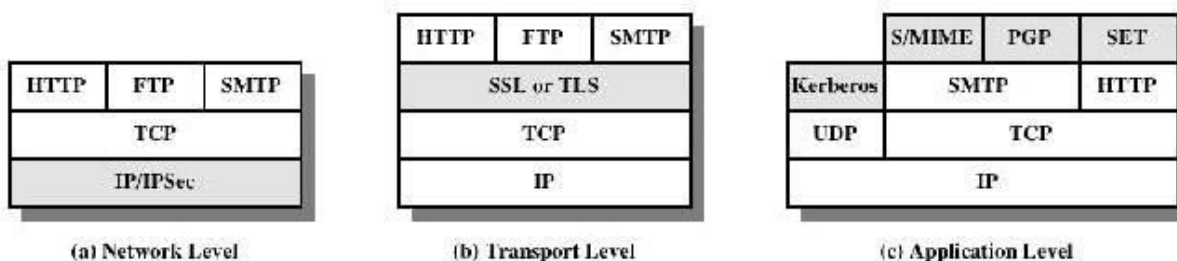 HTTP FTP SMTP
TCP
IP/IPSec
(a) Network Level
HTTP FTP SMTP
SSL or TLS
TCP
IP
(b) Transport Level
S/MIME PGP SET
Kerberos SMTP HTTP
UDP TCP
IP
(c) Application Level